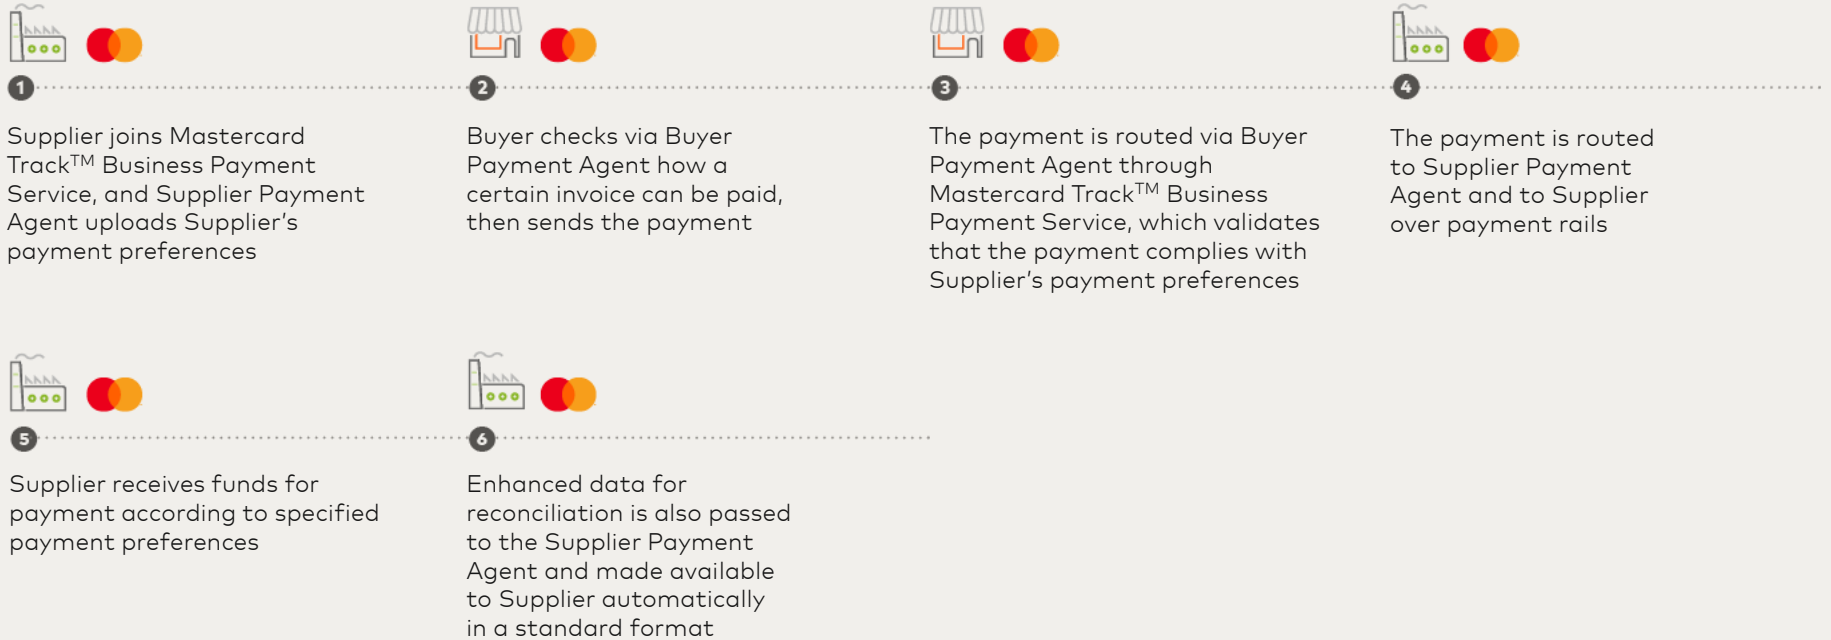 1
Supplier joins Mastercard
Track™ Business Payment
Service, and Supplier Payment
Agent uploads Supplier’s
payment preferences
2
Buyer checks via Buyer
Payment Agent how a
certain invoice can be paid,
then sends the payment
3
The payment is routed via Buyer
Payment Agent through
Mastercard Track™ Business
Payment Service, which validates
that the payment complies with
Supplier’s payment preferences
4
The payment is routed
to Supplier Payment
Agent and to Supplier
over payment rails
5
Supplier receives funds for
payment according to specified
payment preferences
6
Enhanced data for
reconciliation is also passed
to the Supplier Payment
Agent and made available
to Supplier automatically
in a standard format